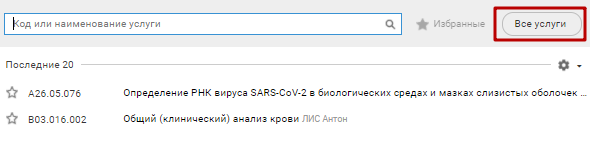 Код или наименование услуги Избранные Все услуги
Последние 20
A26.05.076 Определение РНК вируса SARS-CoV-2 в биологических средах и мазках слизистых оболочек ...
B03.016.002 Общий (клинический) анализ крови ЛИС Антон